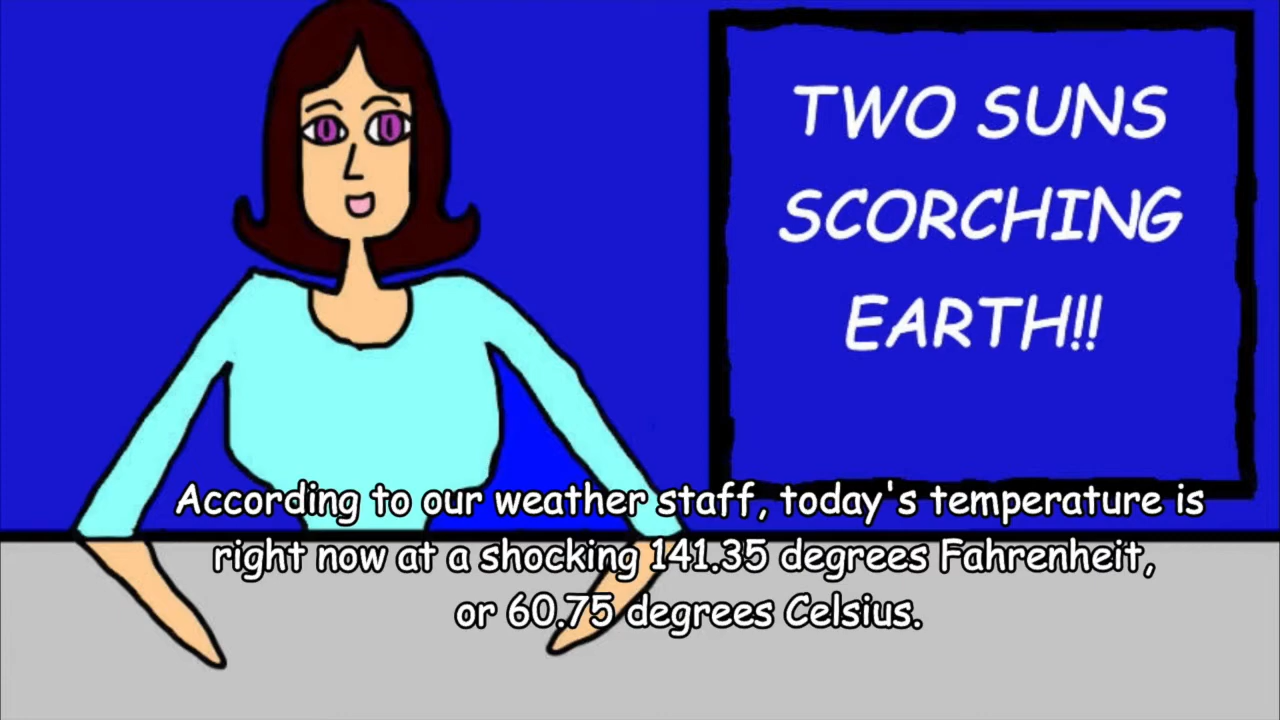 TWO SUNS
SCORCHING
EARTH!!
According to our weather staff, today's temperature is
right now at a shocking 141.35 degrees Fahrenheit,
or 60.75 degrees Celsius.